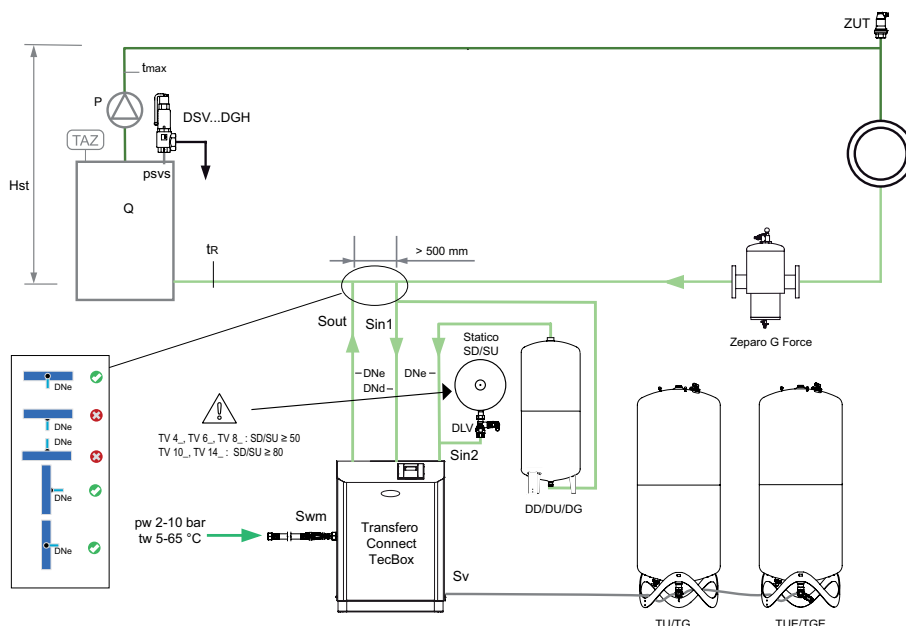 ZUT
tmax
P
DSV...DGH
TAZ
psvs
Hst
Q
tR
> 500 mm
Sout
Sin1
Zeparo G Force
Statico
SD/SU
DNe
DNe
DNd
DNe
DNe
DNe
DLV
TV 4_, TV 6_, TV 8_ : SD/SU ≥ 50
TV 10_, TV 14_ : SD/SU ≥ 80
Sin2
DNe
DD/DU/DG
DNe
pw 2-10 bar
tw 5-65 °C
Swm
Transfero
Connect
TecBox
Sv
TU/TG
TUE/TGE